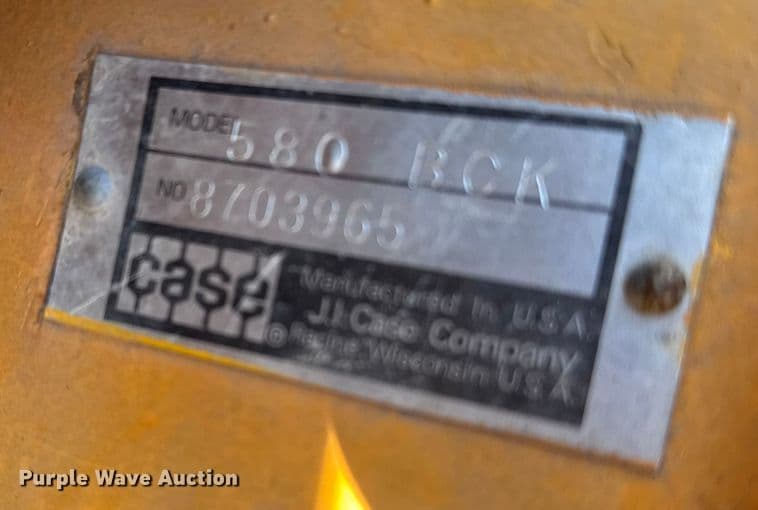 MODEL 580 BCK
NO 8703965
case
Manufactured in U.S.A.
J.I. Case Company
© Racine Wisconsin U.S.A.
Purple Wave Auction